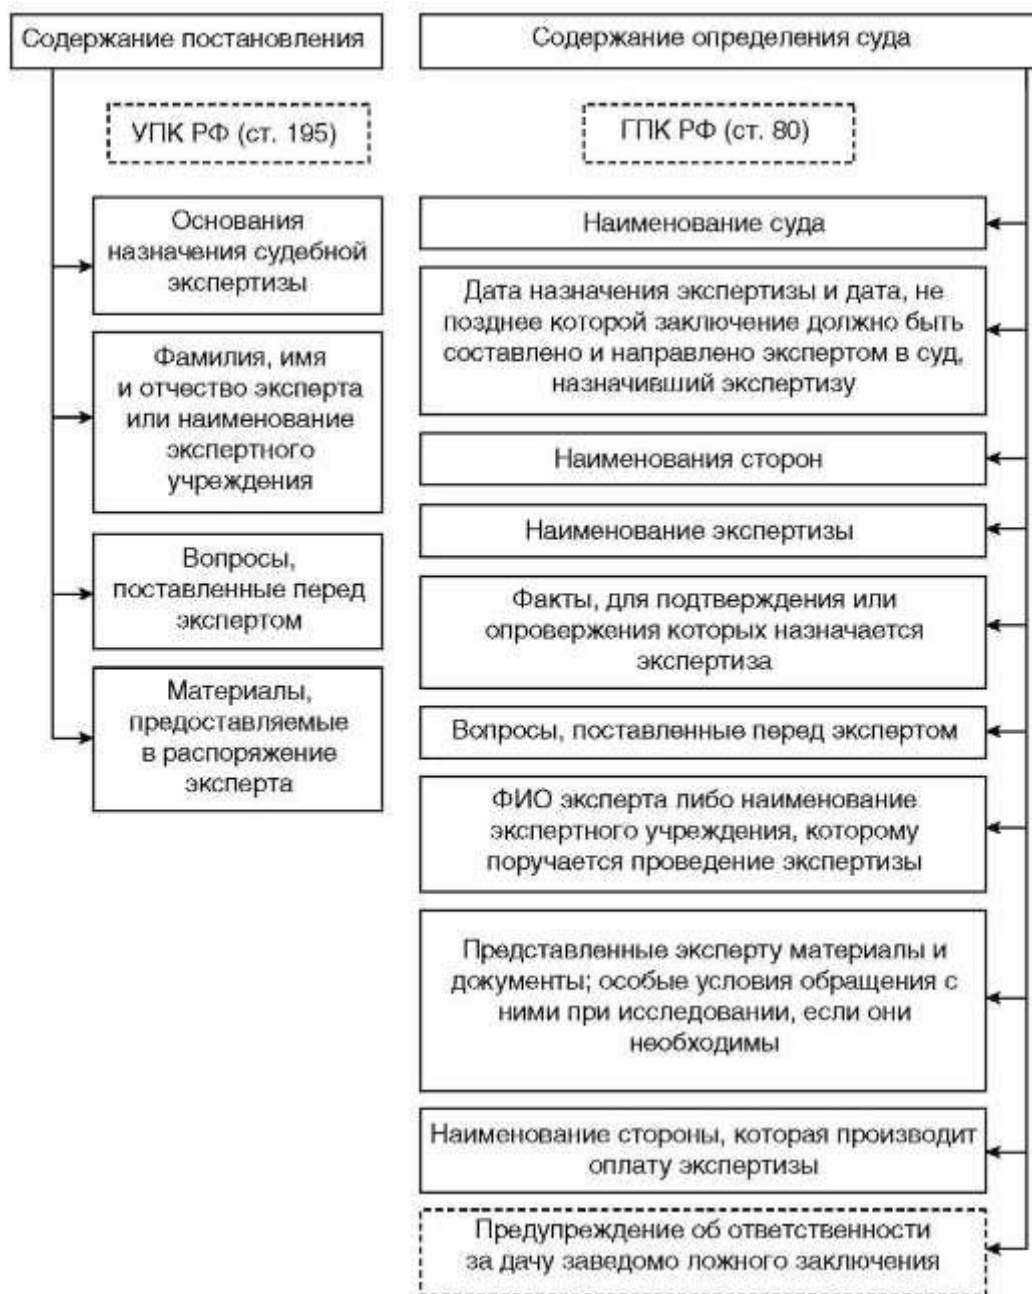 Содержание постановления
УПК РФ (ст. 195)
Основания
назначения судебной
экспертизы
Фамилия, имя
и отчество эксперта
или наименование
экспертного
учреждения
Вопросы,
поставленные перед
экспертом
Материалы,
предоставляемые
в распоряжение
эксперта
Содержание определения суда
ГПК РФ (ст. 80)
Наименование суда
Дата назначения экспертизы и дата, не
позднее которой заключение должно быть
составлено и направлено экспертом в суд,
назначивший экспертизу
Наименования сторон
Наименование экспертизы
Факты, для подтверждения или
опровержения которых назначается
экспертиза
Вопросы, поставленные перед экспертом
ФИО эксперта либо наименование
экспертного учреждения, которому
поручается проведение экспертизы
Представленные эксперту материалы и
документы; особые условия обращения с
ними при исследовании, если они
необходимы
Наименование стороны, которая производит
оплату экспертизы
Предупреждение об ответственности
за дачу заведомо ложного заключения